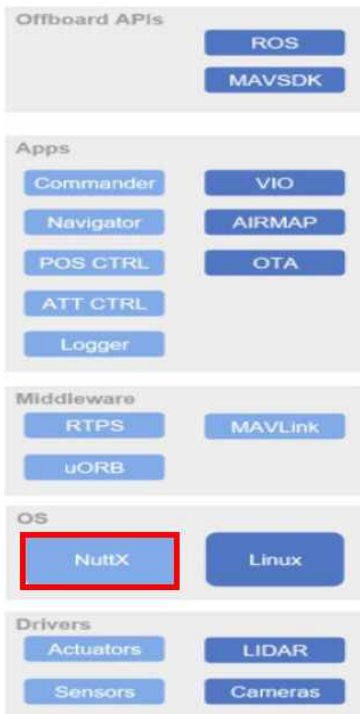 Offboard APIs
ROS
MAVSDK
Apps
Commander VIO
Navigator AIRMAP
POS CTRL OTA
ATT CTRL
Logger
Middleware
RTPS MAVLink
uORB
OS
NuttX Linux
Drivers
Actuators LIDAR
Sensors Cameras